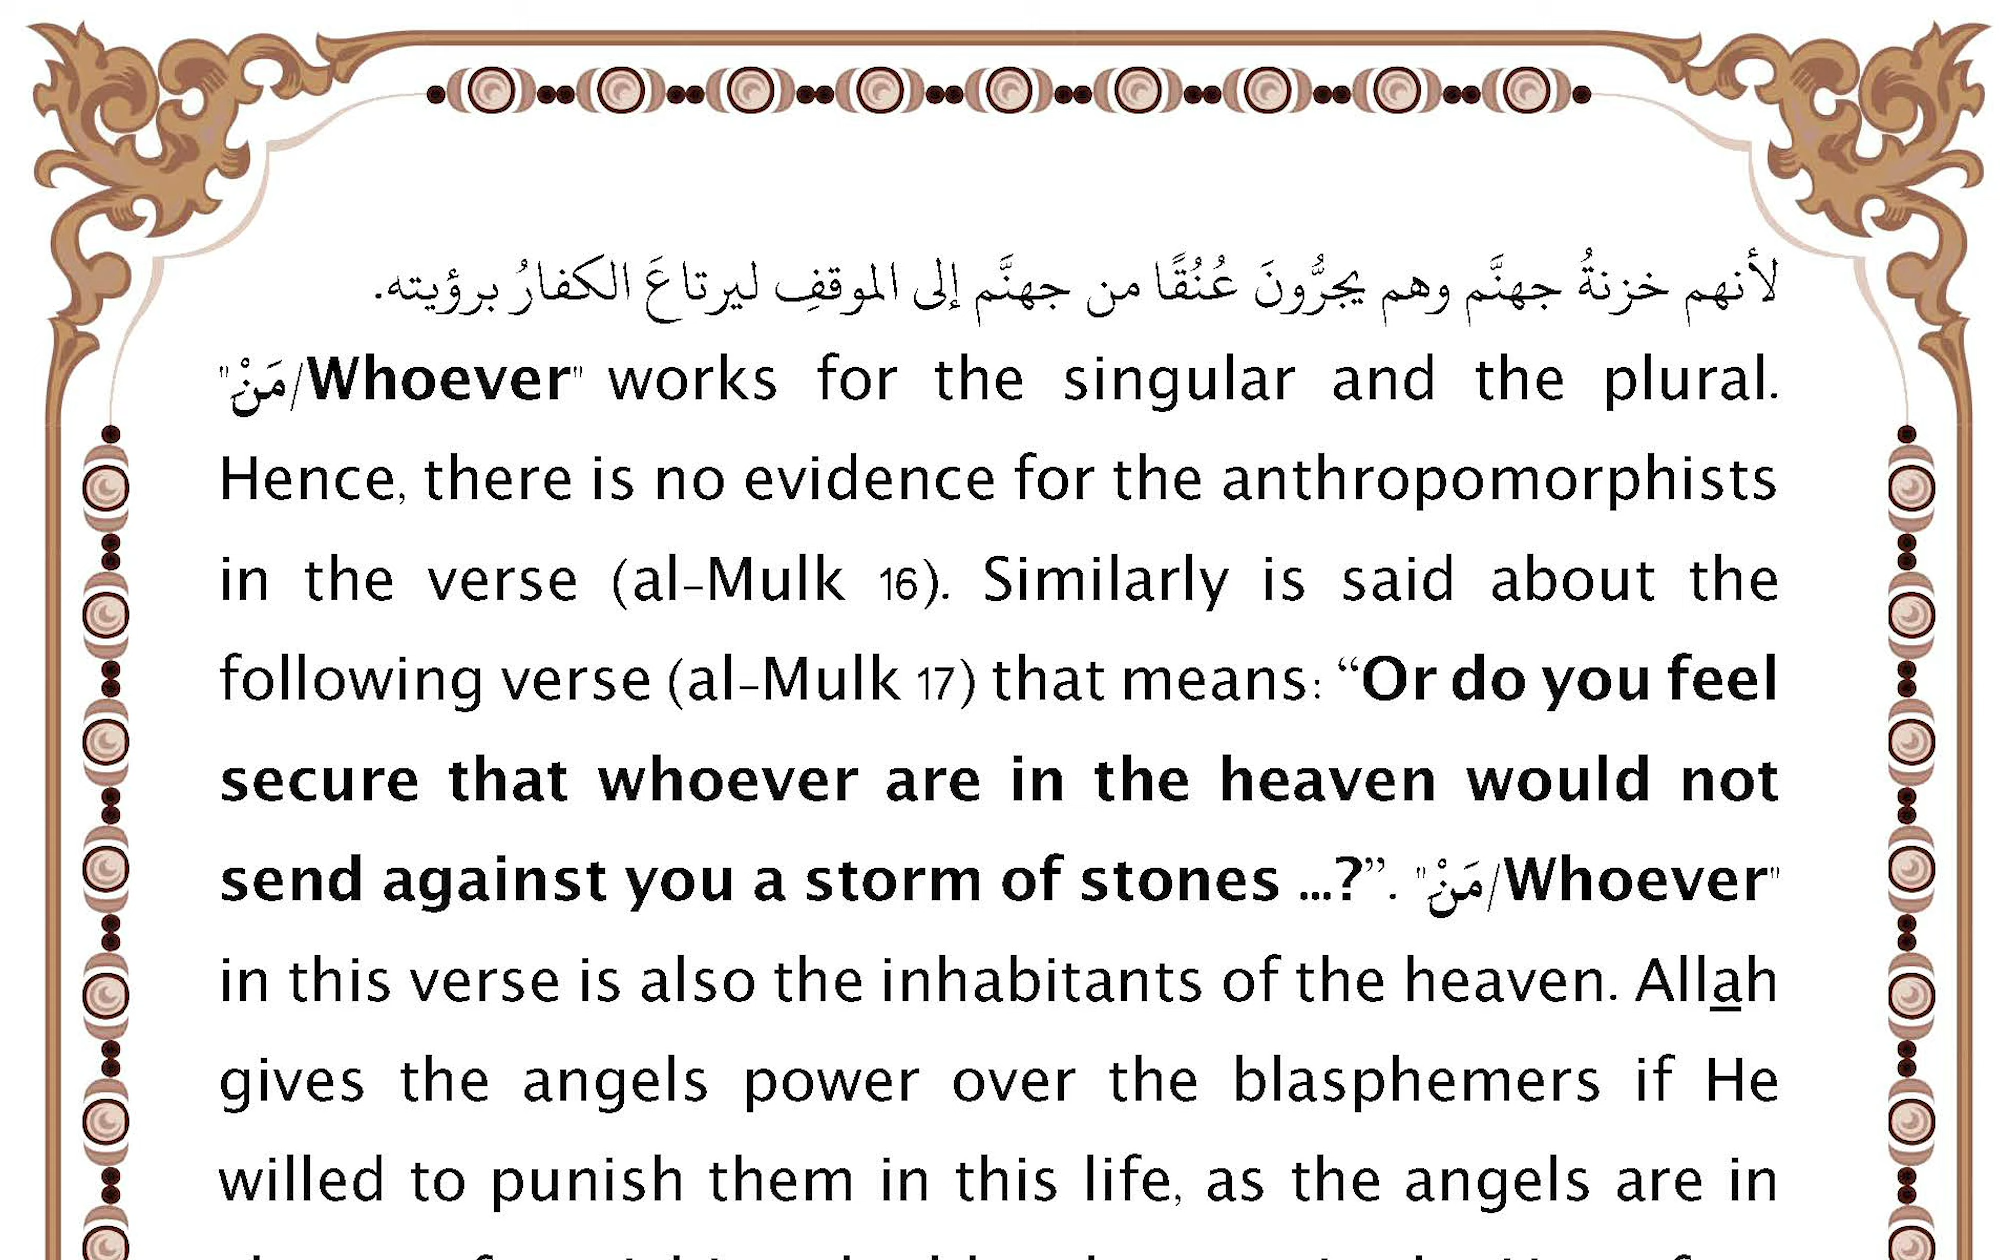 لأنهم خزنةُ جهنَّم وهم يجرُّونَ عُنُقًا من جهنَّم إلى الموقفِ ليرتاعَ الكفارُ برؤيته.
"مَنْ/Whoever" works for the singular and the plural.
Hence, there is no evidence for the anthropomorphists
in the verse (al-Mulk 16). Similarly is said about the
following verse (al-Mulk 17) that means: “Or do you feel
secure that whoever are in the heaven would not
send against you a storm of stones ...?”. "مَنْ/Whoever"
in this verse is also the inhabitants of the heaven. Allah
gives the angels power over the blasphemers if He
willed to punish them in this life, as the angels are in